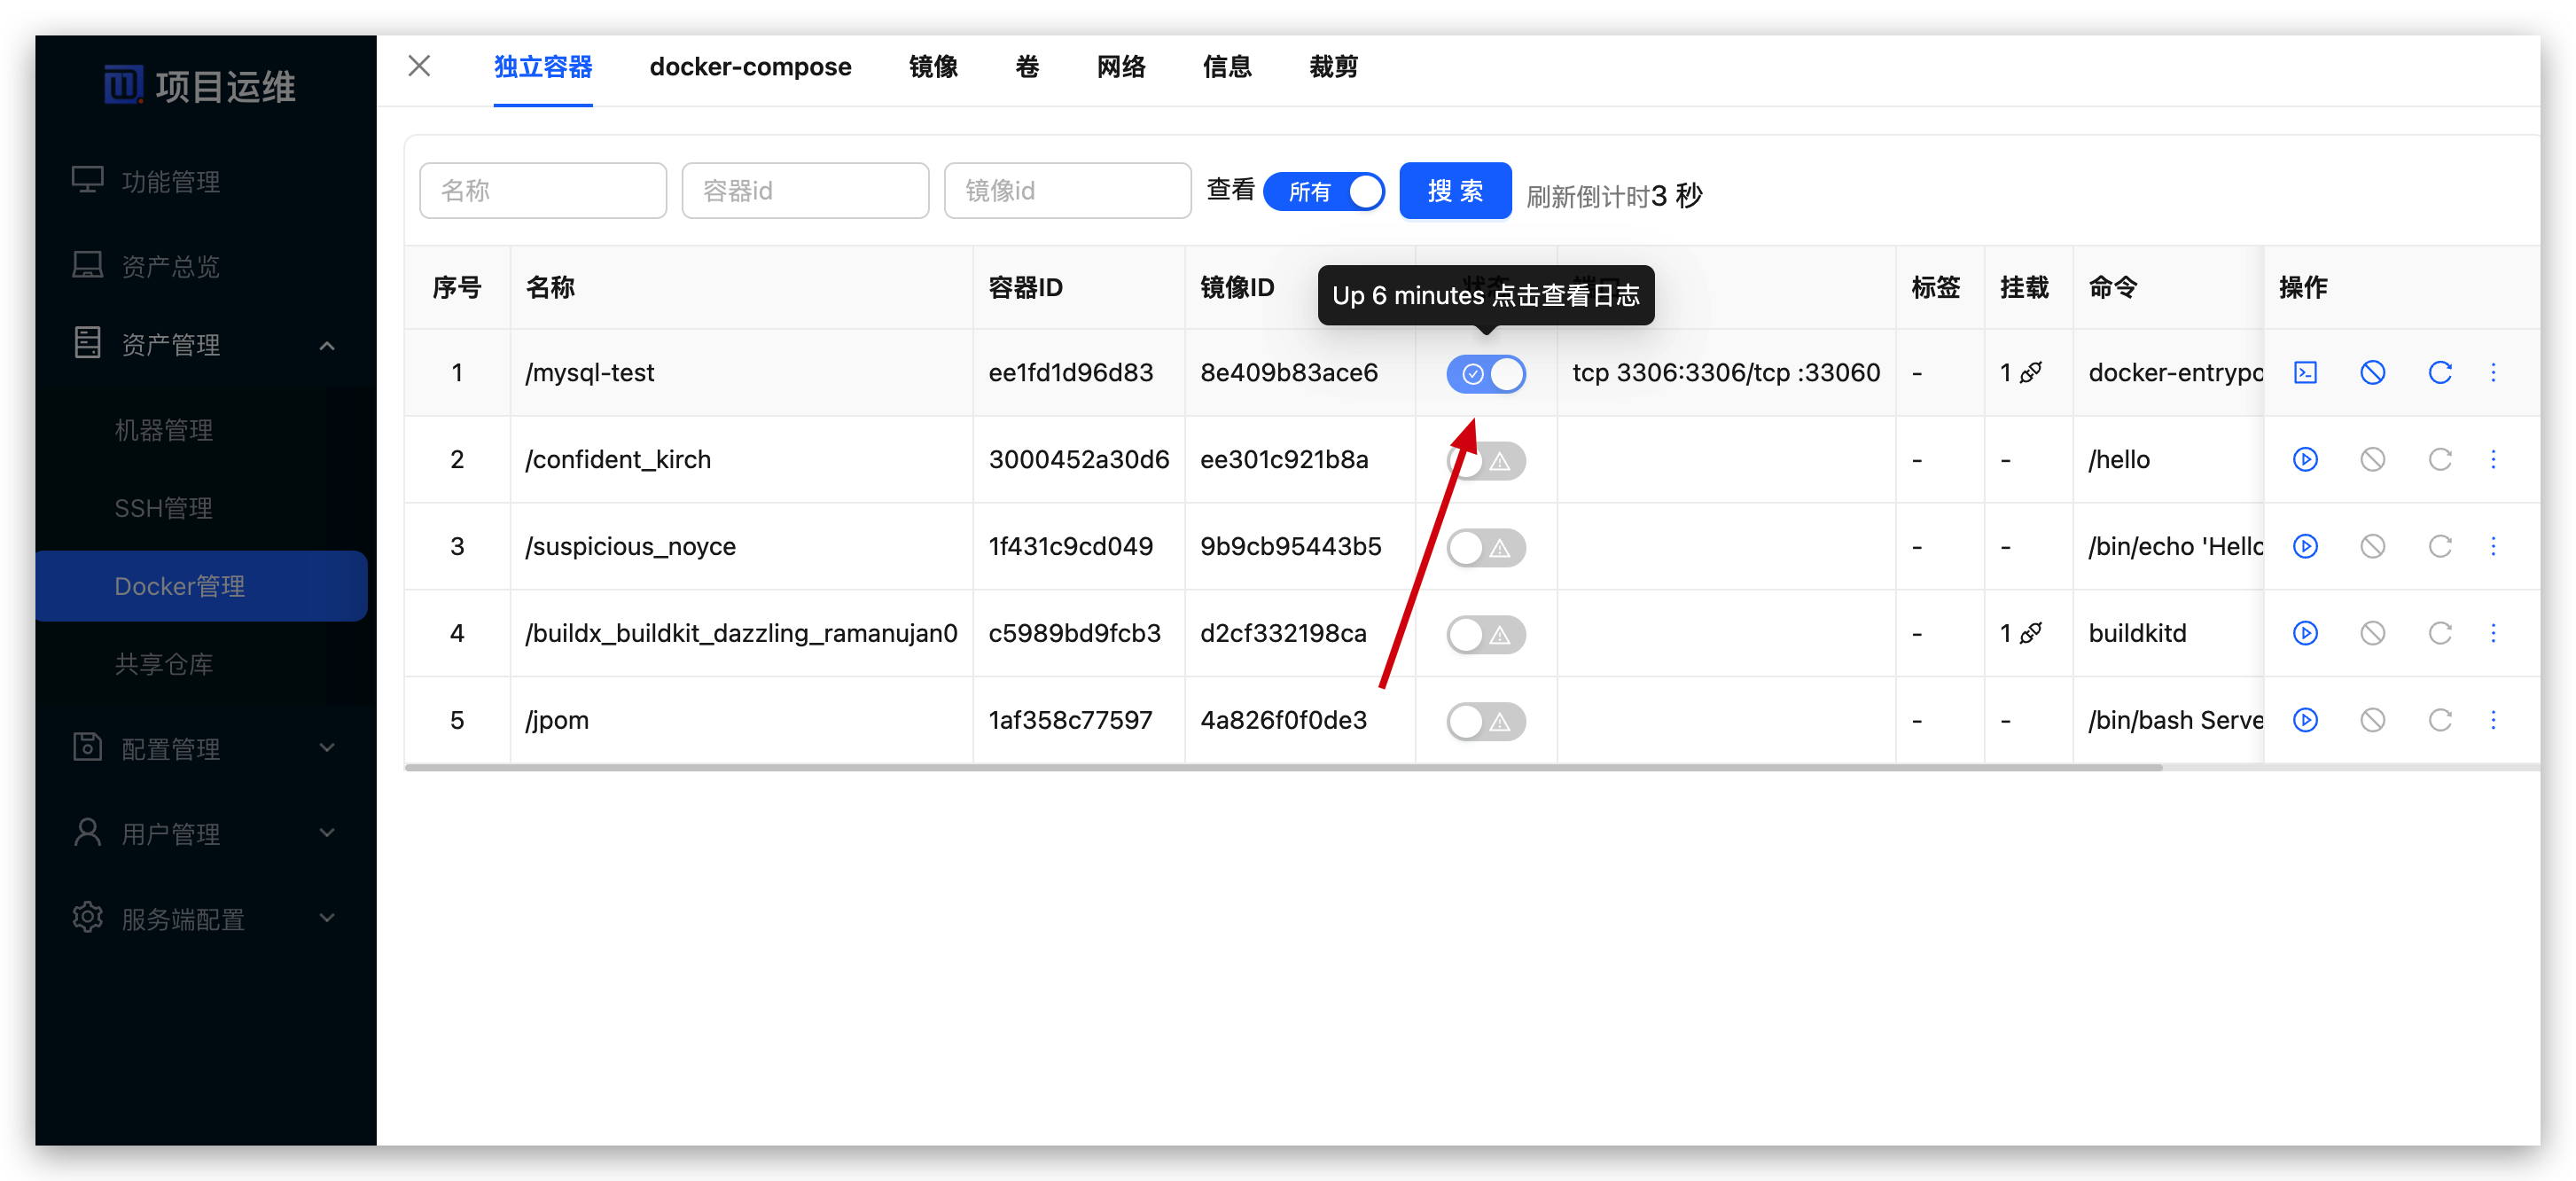 项目运维
功能管理
资产总览
资产管理
机器管理
SSH管理
Docker管理
共享仓库
配置管理
用户管理
服务端配置
独立容器 docker-compose 镜像 卷 网络 信息 裁剪
名称 容器id 镜像id 查看 所有 搜 索 刷新倒计时3 秒
Up 6 minutes 点击查看日志
序号 名称 容器ID 镜像ID 状态 端口 标签 挂载 命令 操作
1 /mysql-test ee1fd1d96d83 8e409b83ace6 tcp 3306:3306/tcp :33060 - 1 docker-entrypo
2 /confident_kirch 3000452a30d6 ee301c921b8a - - /hello
3 /suspicious_noyce 1f431c9cd049 9b9cb95443b5 - - /bin/echo 'Hello
4 /buildx_buildkit_dazzling_ramanujan0 c5989bd9fcb3 d2cf332198ca - 1 buildkitd
5 /jpom 1af358c77597 4a826f0f0de3 - - /bin/bash Serve